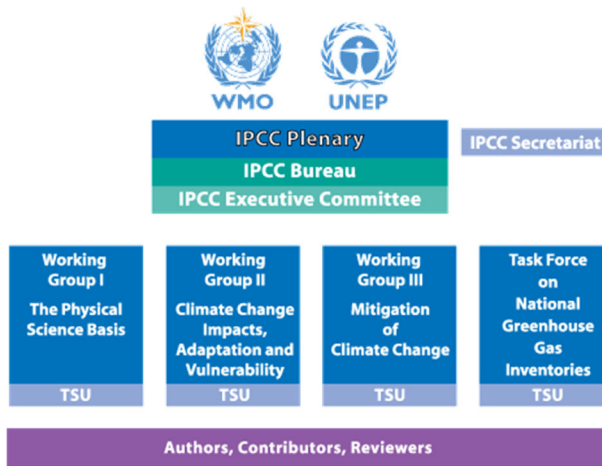 WMO
UNEP
IPCC Plenary
IPCC Secretariat
IPCC Bureau
IPCC Executive Committee
Working
Group I
The Physical
Science Basis
TSU
Working
Group II
Climate Change
Impacts,
Adaptation and
Vulnerability
TSU
Working
Group III
Mitigation
of
Climate Change
TSU
Task Force
on
National
Greenhouse
Gas
Inventories
TSU
Authors, Contributors, Reviewers